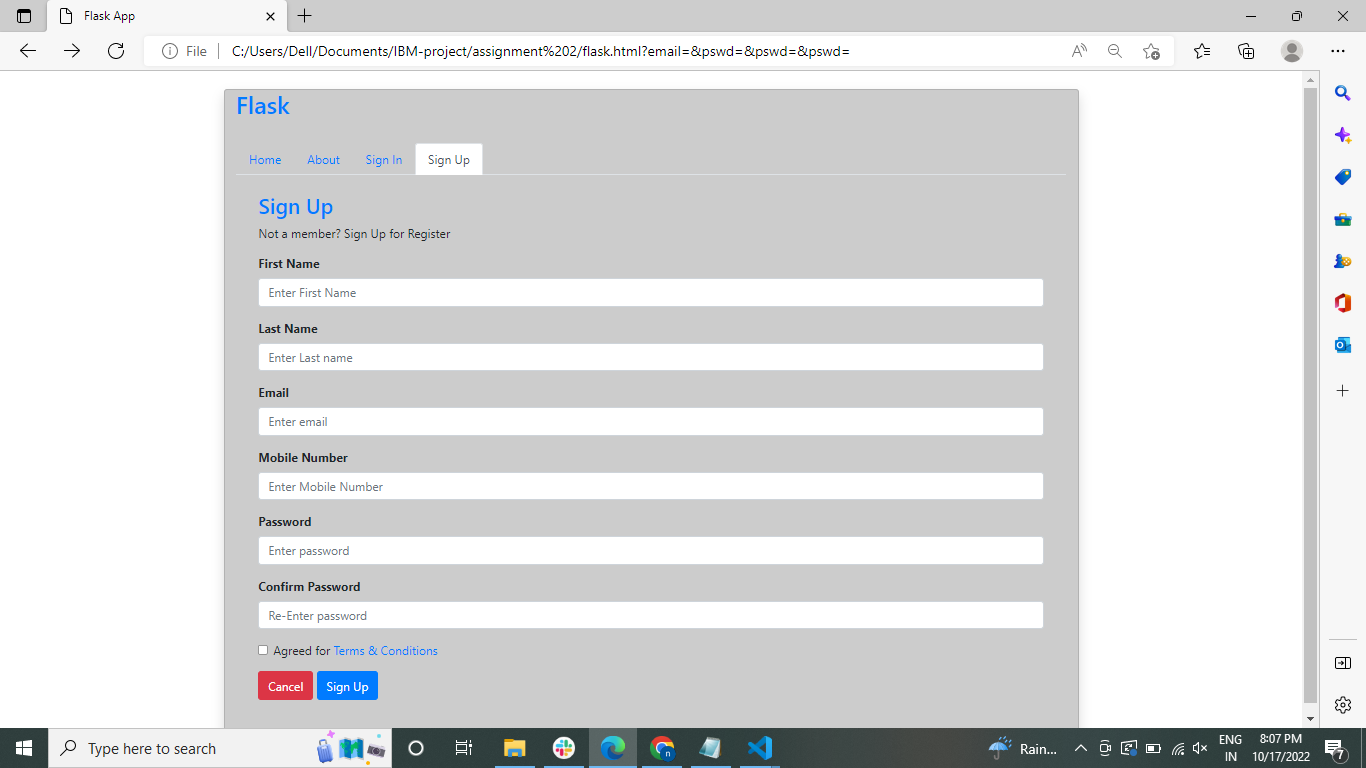 Flask App
File
C:/Users/Dell/Documents/IBM-project/assignment%202/flask.html?email=&pswd=&pswd=&pswd=
Flask
Home About Sign In Sign Up
Sign Up
Not a member? Sign Up for Register
First Name
Enter First Name
Last Name
Enter Last name
Email
Enter email
Mobile Number
Enter Mobile Number
Password
Enter password
Confirm Password
Re-Enter password
Agreed for Terms & Conditions
Cancel Sign Up
Type here to search
Rain...
ENG
IN
8:07 PM
10/17/2022
7